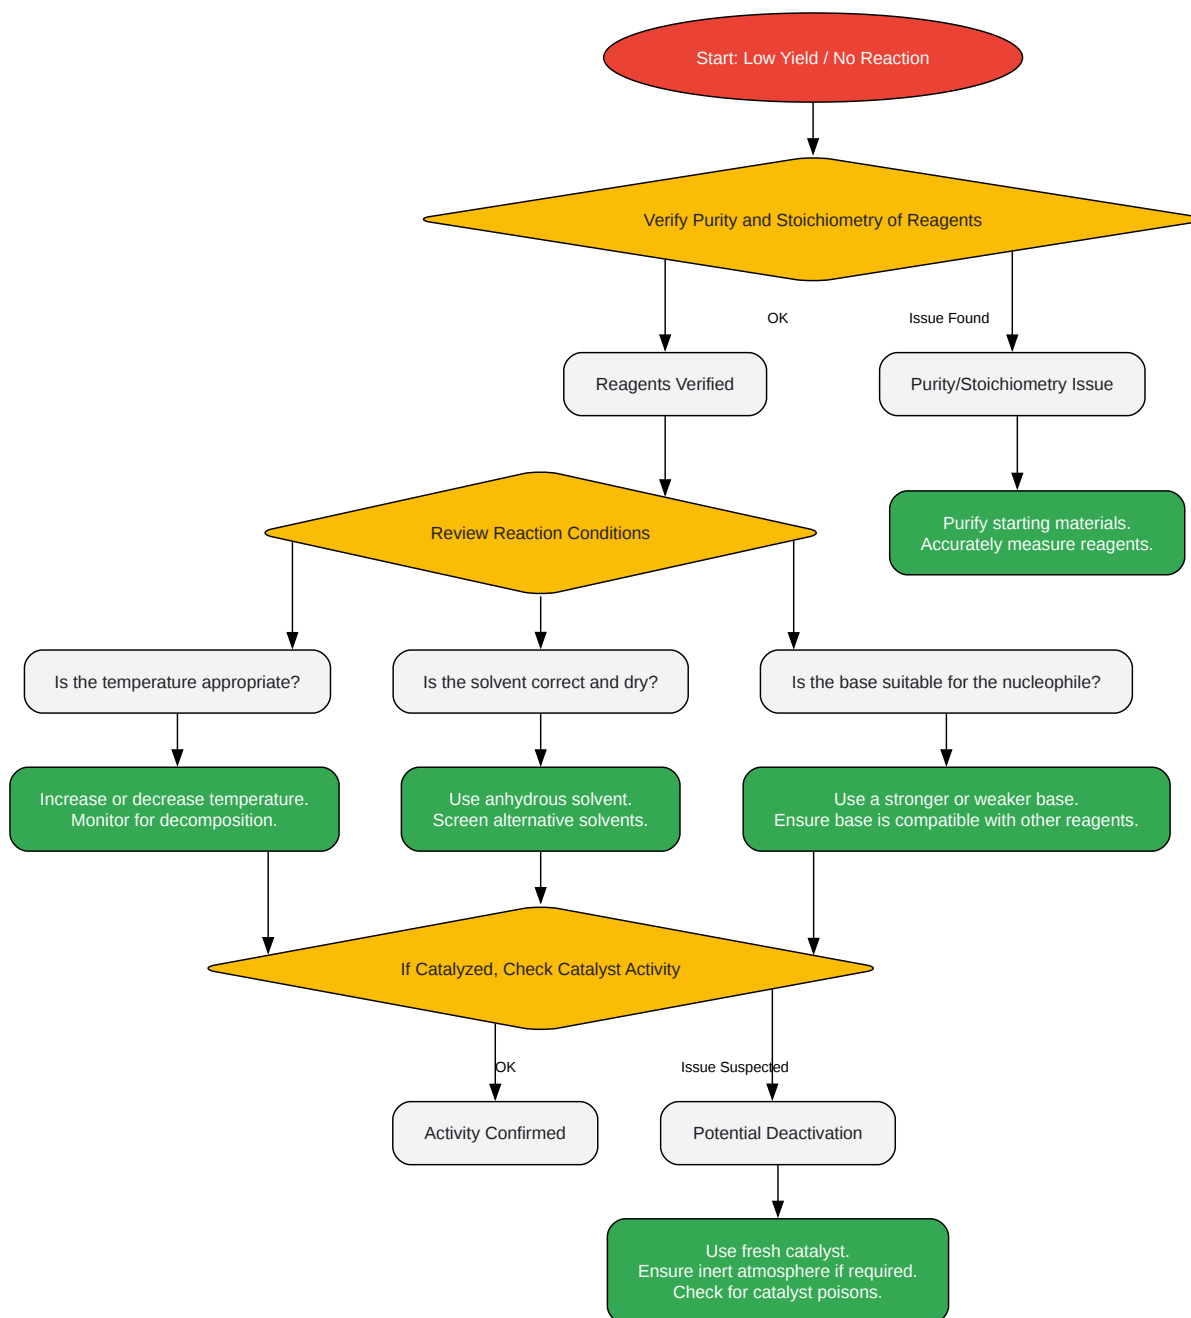 Start: Low Yield / No Reaction
Verify Purity and Stoichiometry of Reagents
OK
Issue Found
Reagents Verified
Purity/Stoichiometry Issue
Purify starting materials.
Accurately measure reagents.
Review Reaction Conditions
Is the temperature appropriate?
Is the solvent correct and dry?
Is the base suitable for the nucleophile?
Increase or decrease temperature.
Monitor for decomposition.
Use anhydrous solvent.
Screen alternative solvents.
Use a stronger or weaker base.
Ensure base is compatible with other reagents.
If Catalyzed, Check Catalyst Activity
OK
Issue Suspected
Activity Confirmed
Potential Deactivation
Use fresh catalyst.
Ensure inert atmosphere if required.
Check for catalyst poisons.